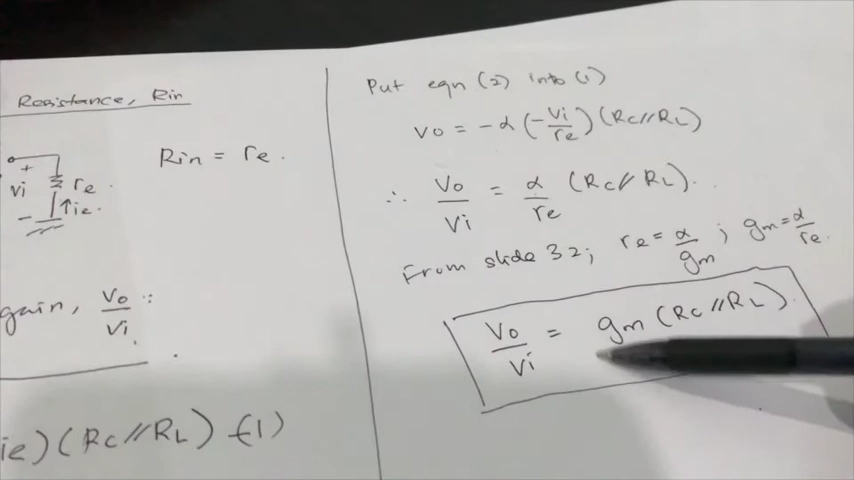 Resistance, Rin
Rin = re.
+
vi
re
-
↑ie.
gain, vo/vi :
ie)(Rc//RL) -(1)
Put eqn (2) into (1)
vo = -α (-vi/re) (Rc//RL)
∴ vo/vi = α/re (Rc//RL).
From slide 32; re = α/gm ; gm = α/re.
vo/vi = gm (Rc//RL).